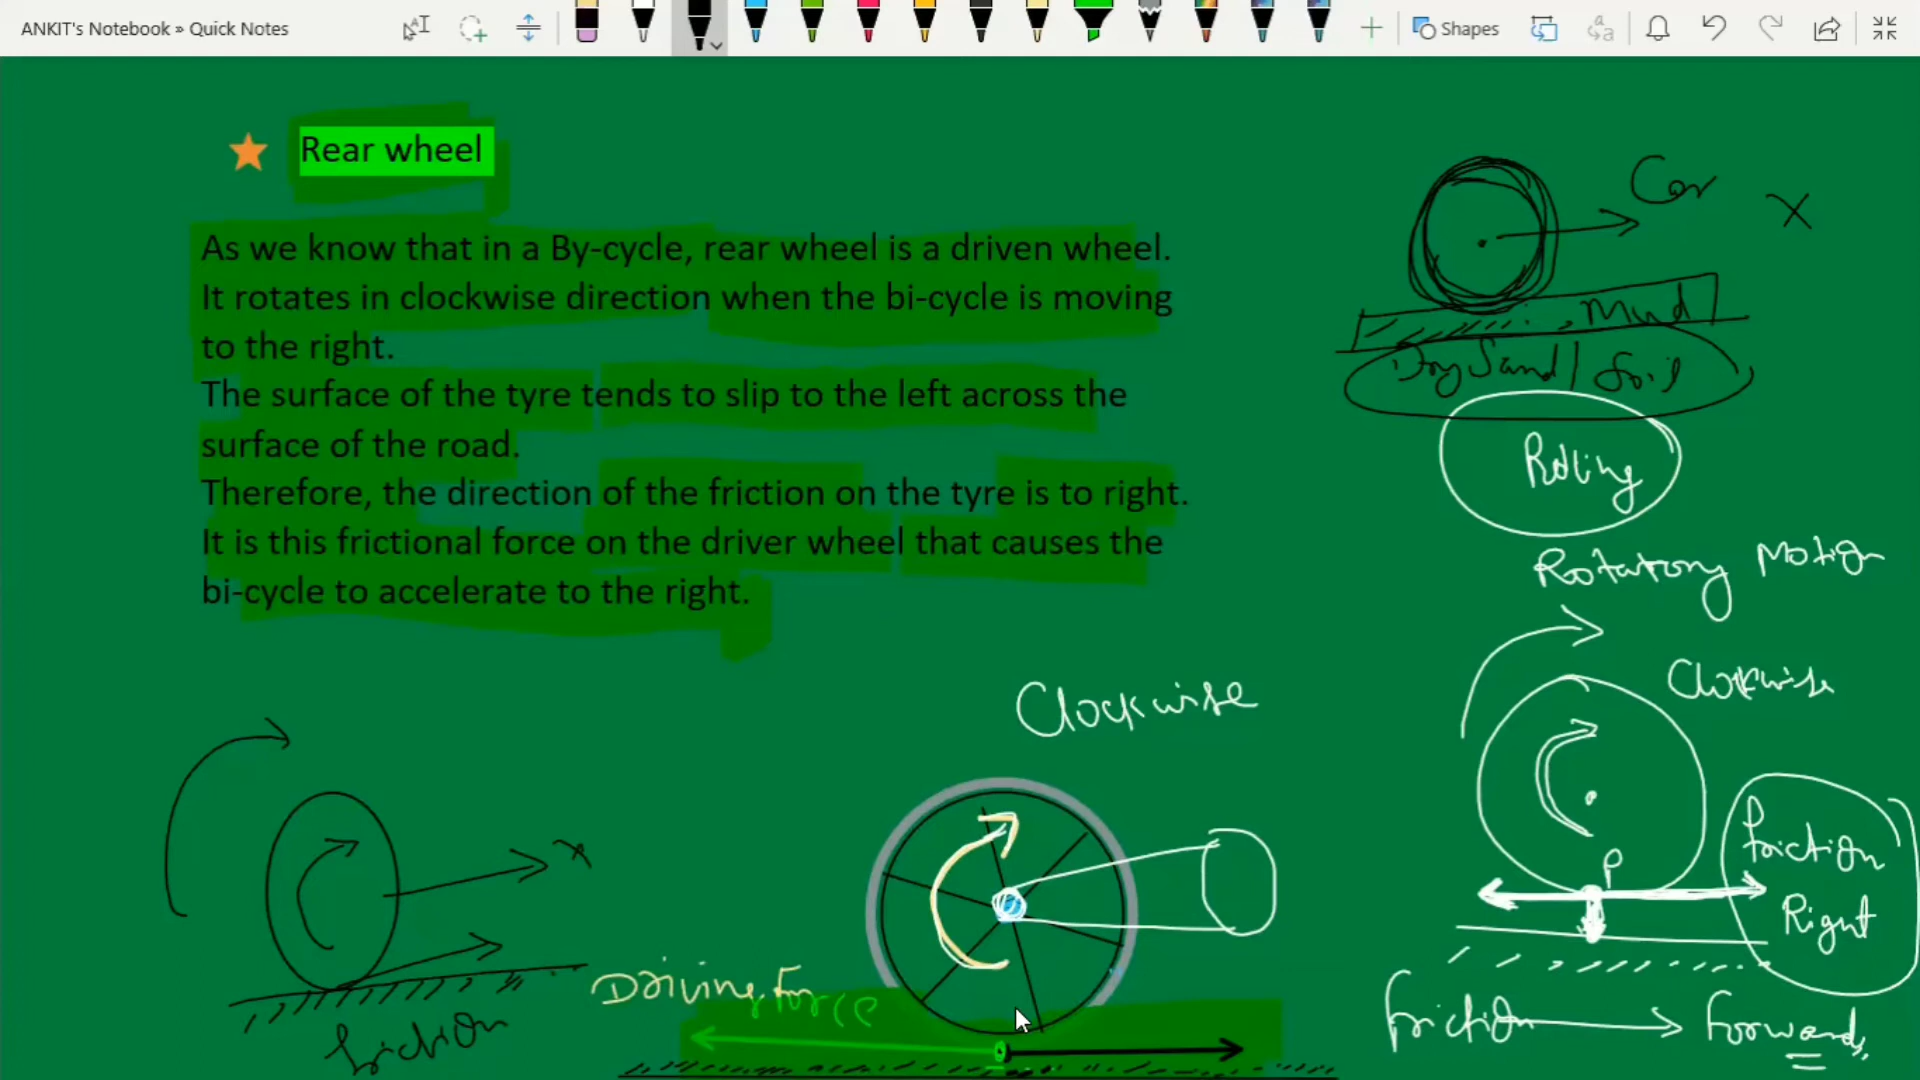 ANKIT's Notebook » Quick Notes
Shapes
Rear wheel
As we know that in a By-cycle, rear wheel is a driven wheel.
It rotates in clockwise direction when the bi-cycle is moving
to the right.
The surface of the tyre tends to slip to the left across the
surface of the road.
Therefore, the direction of the friction on the tyre is to right.
It is this frictional force on the driver wheel that causes the
bi-cycle to accelerate to the right.
Car
X
Mud
Dry Sand / Soil
Rolling
Rotatory Motion
Clockwise
Clockwise
X
Friction
Right
P
Driving Force
friction
friction
Forward